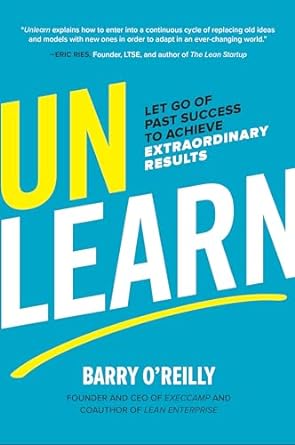 "Unlearn explains how to enter into a continuous cycle of replacing old ideas
and models with new ones in order to adapt in an ever-changing world."
—ERIC RIES, Founder, LTSE, and author of The Lean Startup
UN
LEARN
LET GO OF
PAST SUCCESS
TO ACHIEVE
EXTRAORDINARY
RESULTS
BARRY O'REILLY
FOUNDER AND CEO OF EXECCAMP AND
COAUTHOR OF LEAN ENTERPRISE